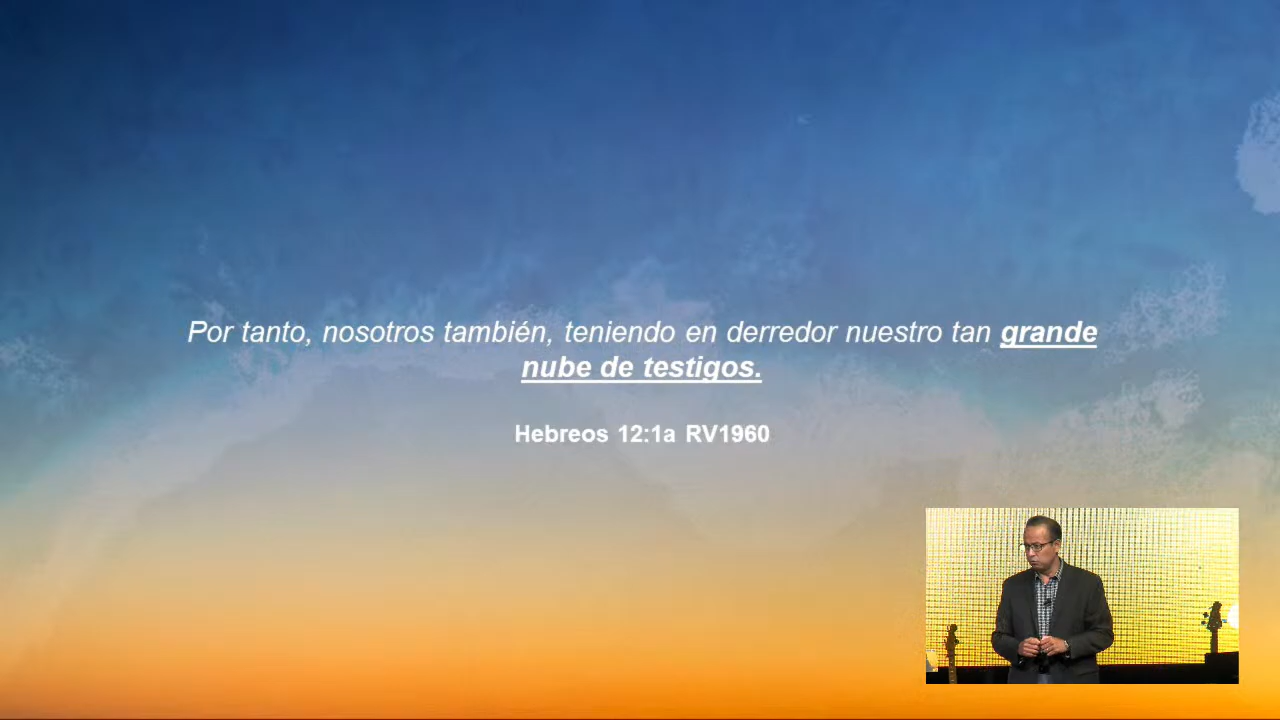 Por tanto, nosotros también, teniendo en derredor nuestro tan grande
nube de testigos.
Hebreos 12:1a RV1960